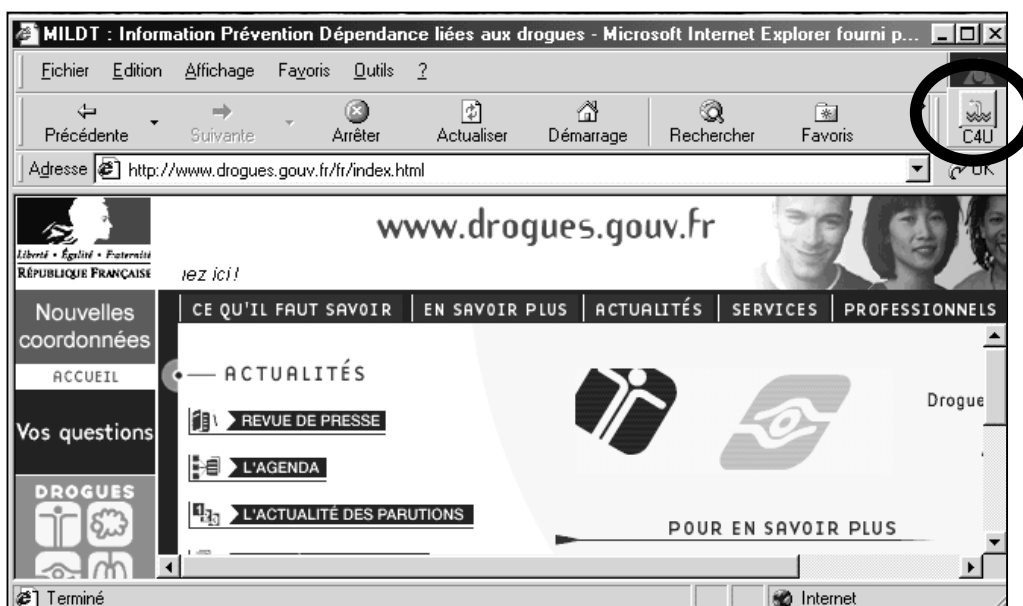 MILDT : Information Prévention Dépendance liées aux drogues - Microsoft Internet Explorer fourni p...
Fichier Edition Affichage Favoris Outils ?
Précédente Suivante Arrêter Actualiser Démarrage Rechercher Favoris C4U
Adresse http://www.drogues.gouv.fr/fr/index.html OK
www.drogues.gouv.fr
Liberté • Égalité • Fraternité
RÉPUBLIQUE FRANÇAISE
nez ici !
Nouvelles
coordonnées
CE QU'IL FAUT SAVOIR EN SAVOIR PLUS ACTUALITÉS SERVICES PROFESSIONNELS
ACCUEIL
ACTUALITÉS
Drogue
Vos questions
REVUE DE PRESSE
L'AGENDA
DROGUES
L'ACTUALITÉ DES PARUTIONS
POUR EN SAVOIR PLUS
Terminé Internet